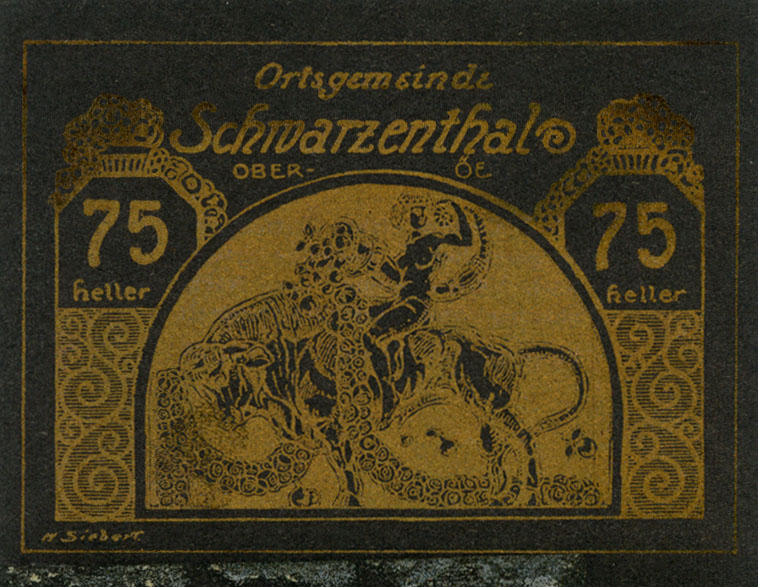 Ortsgemeinde
Schwarzenthal
OBER- ÖE
75 75
heller heller
M Siebert